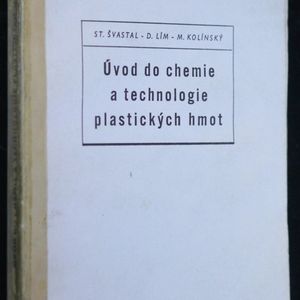 ST. ŠVASTAL - D. LÍM - M. KOLÍNSKÝ
Úvod do chemie
a technologie
plastických hmot